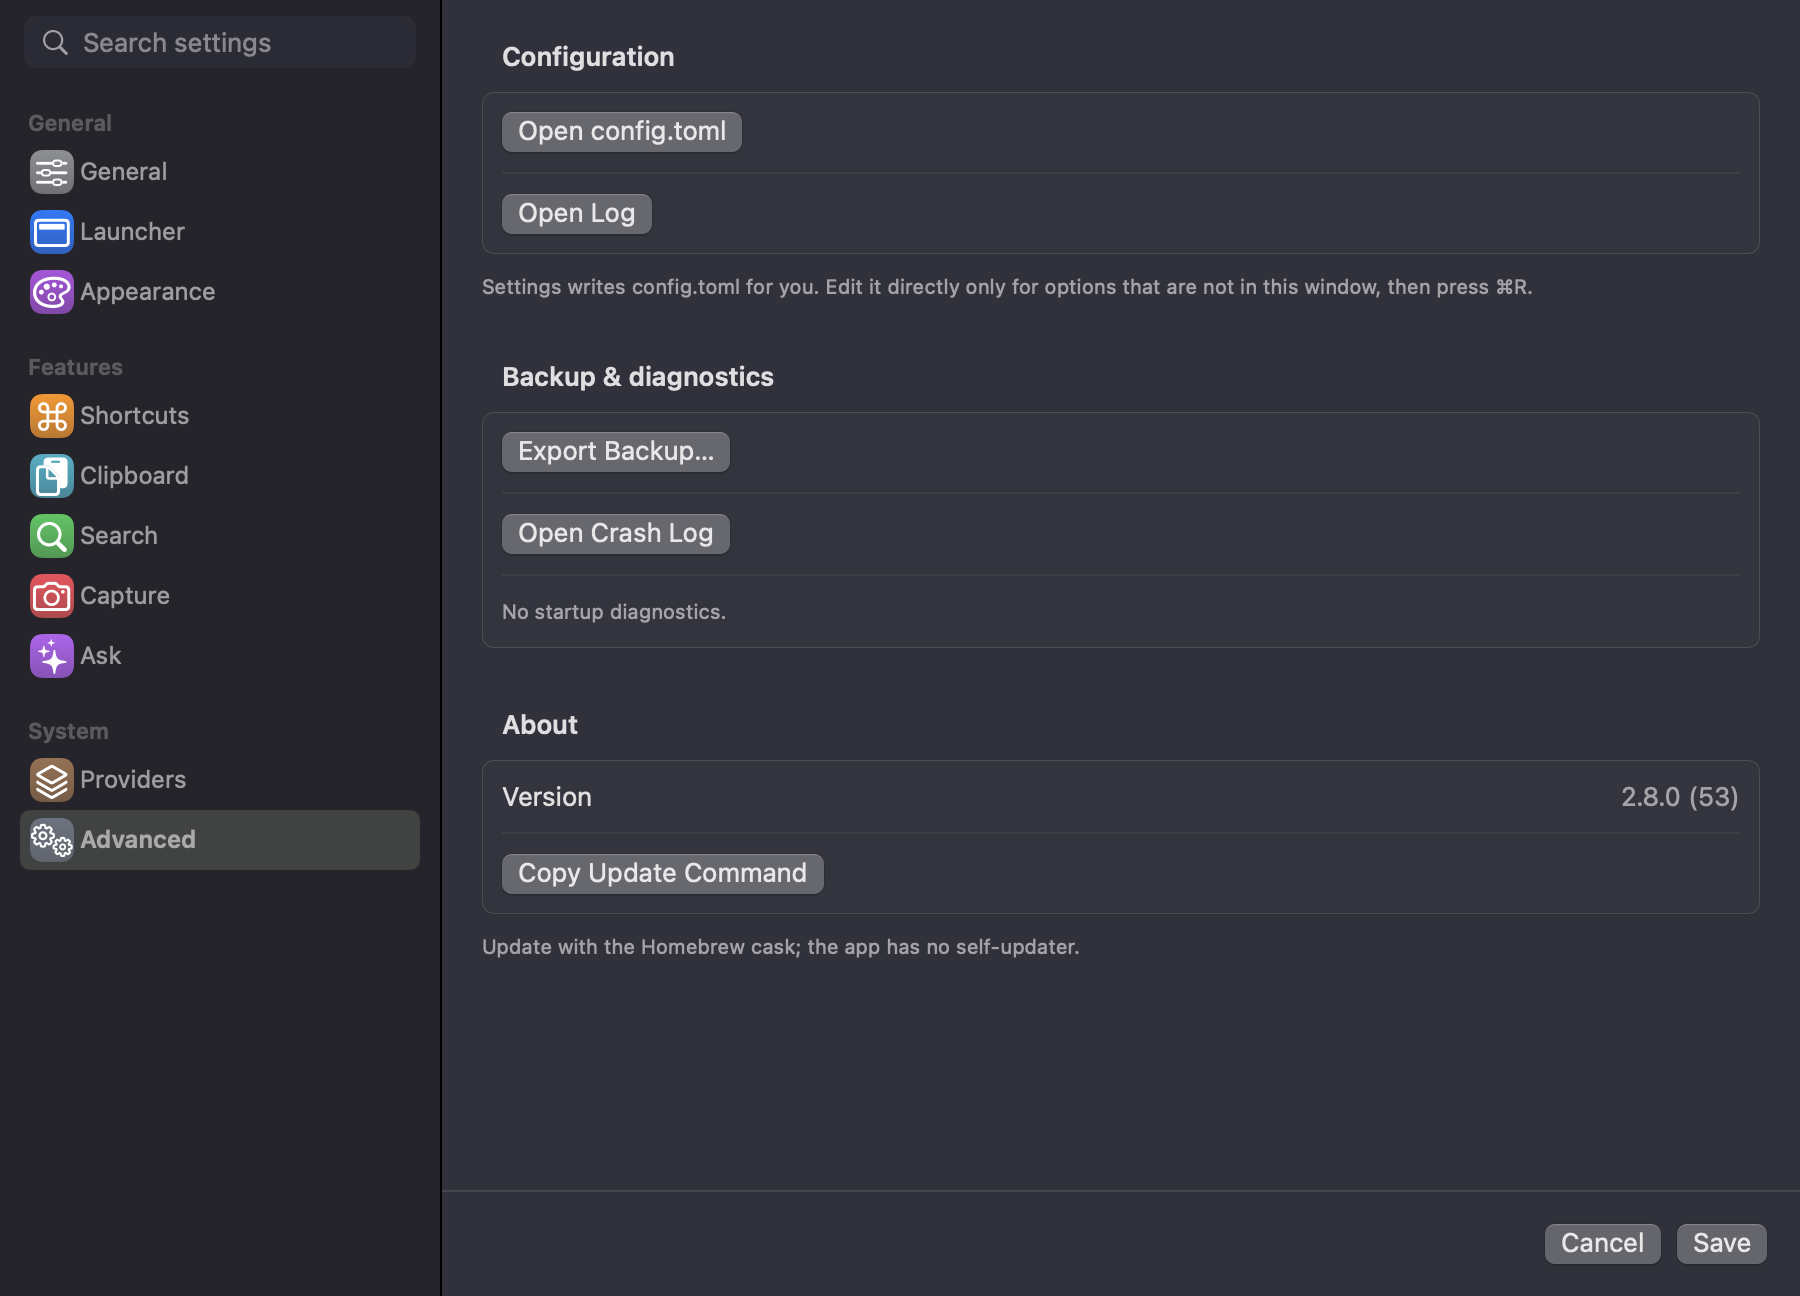 Search settings
General
General
Launcher
Appearance
Features
Shortcuts
Clipboard
Search
Capture
Ask
System
Providers
Advanced
Configuration
Open config.toml
Open Log
Settings writes config.toml for you. Edit it directly only for options that are not in this window, then press ⌘R.
Backup & diagnostics
Export Backup...
Open Crash Log
No startup diagnostics.
About
Version 2.8.0 (53)
Copy Update Command
Update with the Homebrew cask; the app has no self-updater.
Cancel Save